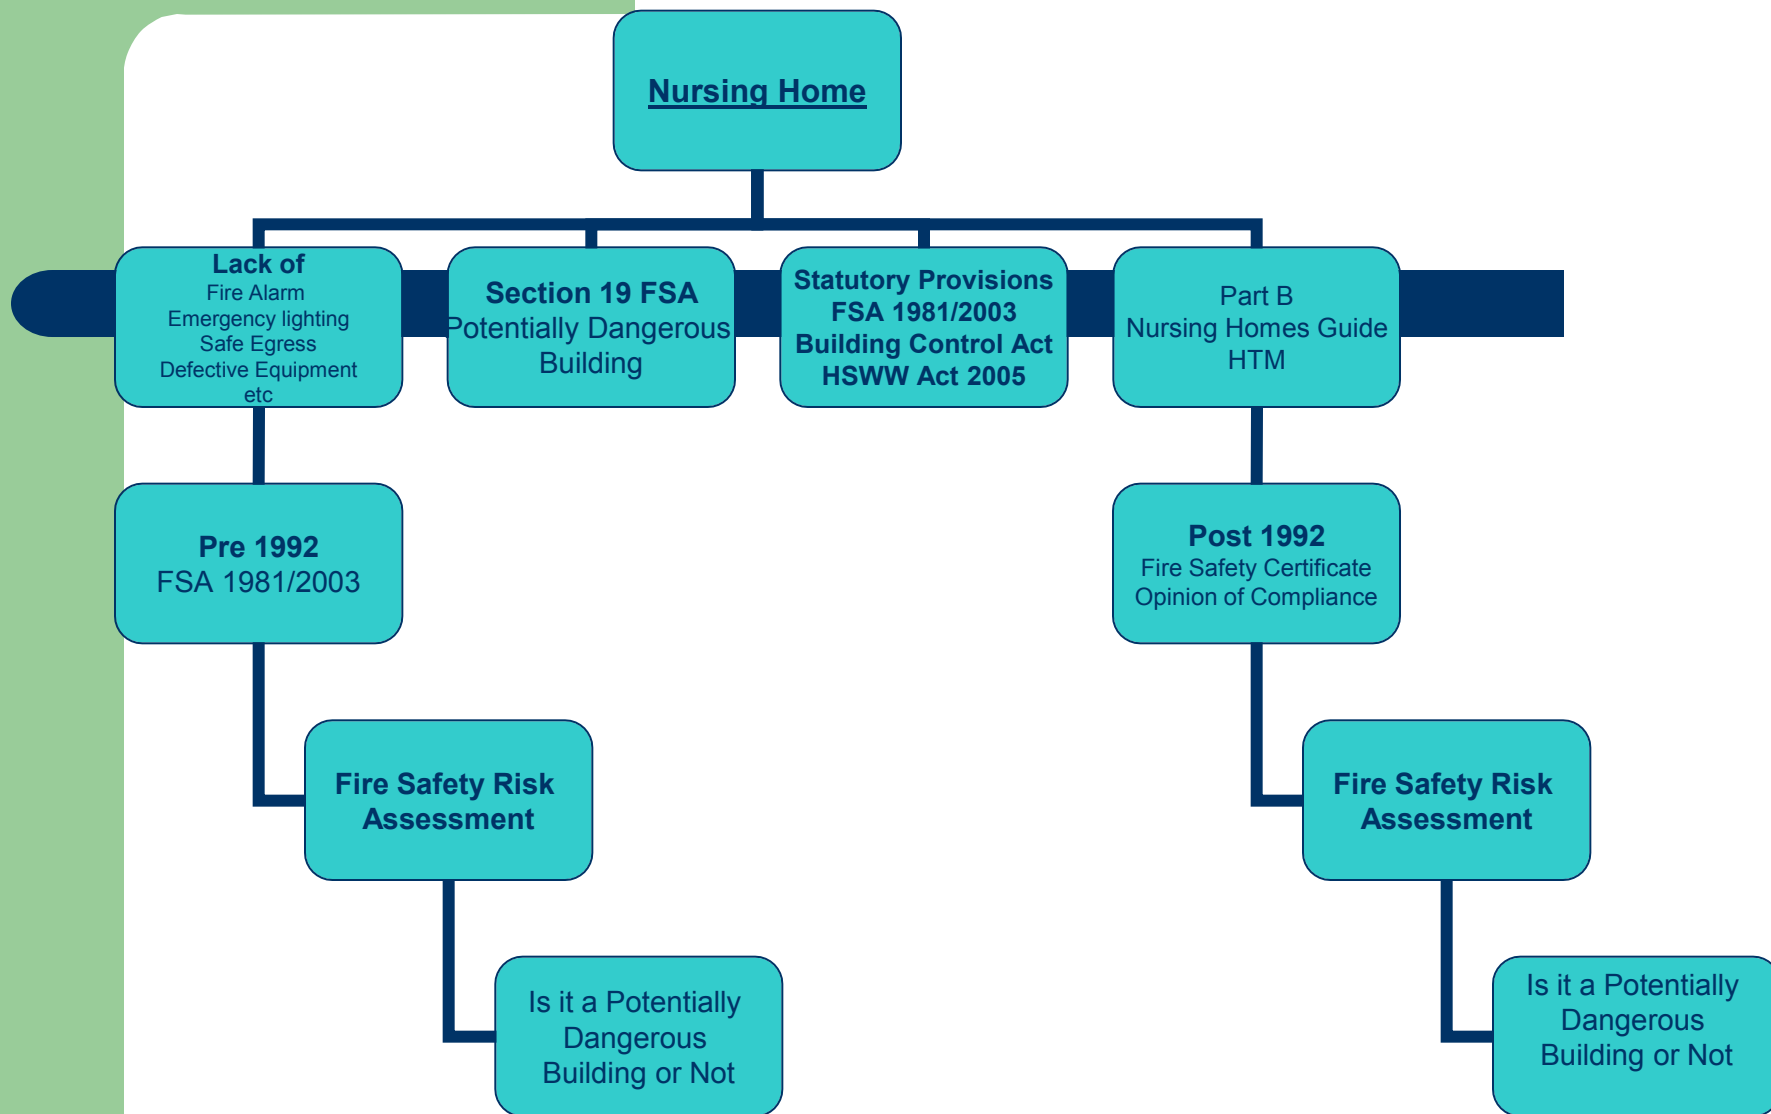 Nursing Home
Lack of
Fire Alarm
Emergency lighting
Safe Egress
Defective Equipment
etc
Section 19 FSA
Potentially Dangerous
Building
Statutory Provisions
FSA 1981/2003
Building Control Act
HSWW Act 2005
Part B
Nursing Homes Guide
HTM
Pre 1992
FSA 1981/2003
Post 1992
Fire Safety Certificate
Opinion of Compliance
Fire Safety Risk
Assessment
Fire Safety Risk
Assessment
Is it a Potentially
Dangerous
Building or Not
Is it a Potentially
Dangerous
Building or Not